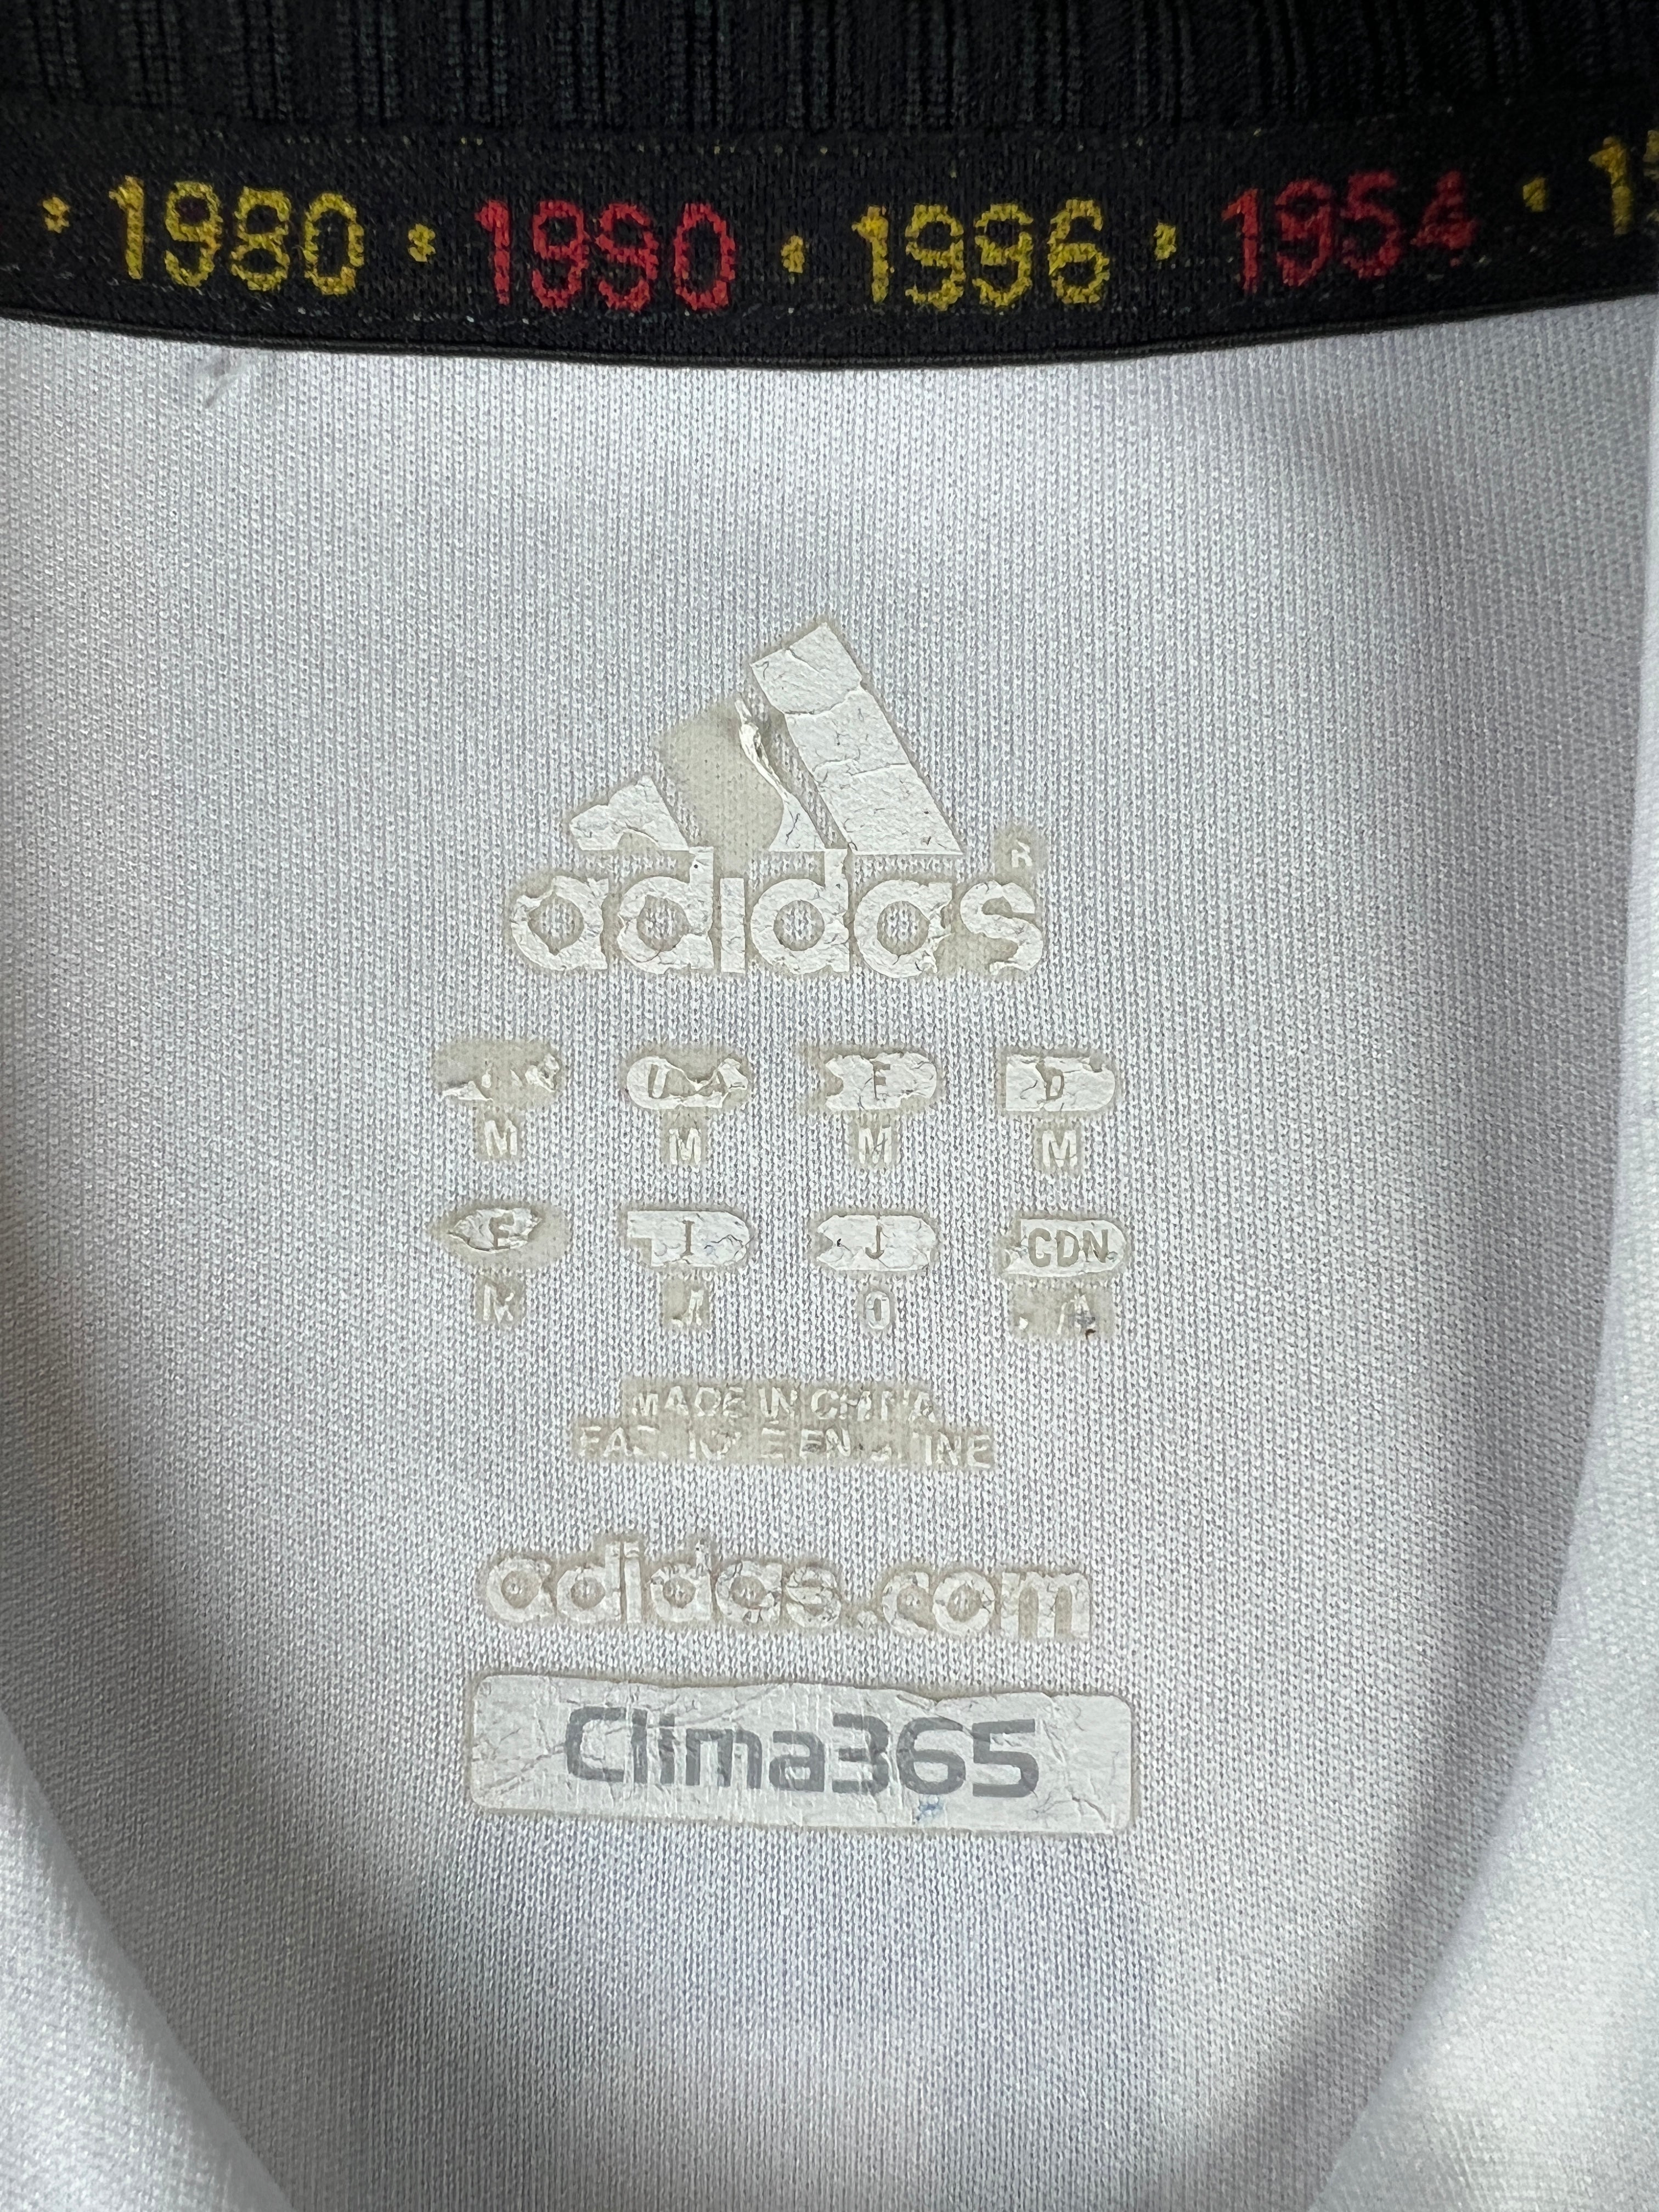 1980 • 1990 • 1996 • 1954
adidas
M M M D
M
E I J CDN
M O
MADE IN CHINA
adidas.com
Clima365